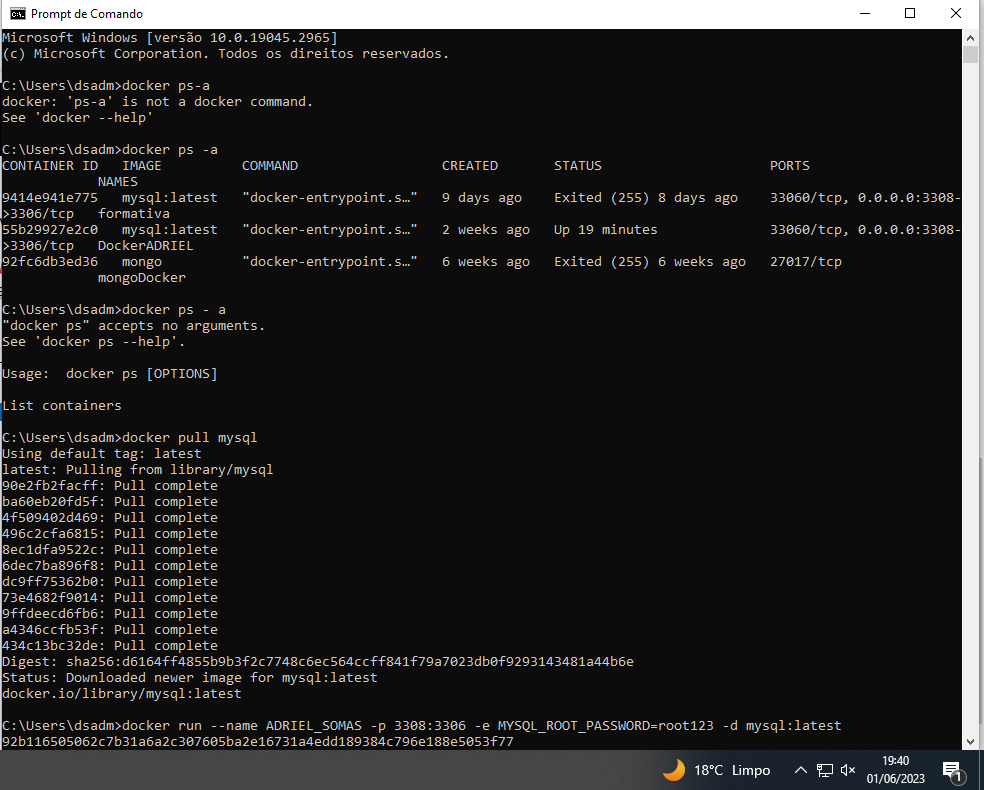 Prompt de Comando
Microsoft Windows [versão 10.0.19045.2965]
(c) Microsoft Corporation. Todos os direitos reservados.
C:\Users\dsadm>docker ps-a
docker: 'ps-a' is not a docker command.
See 'docker --help'
C:\Users\dsadm>docker ps -a
CONTAINER ID   IMAGE          COMMAND                  CREATED       STATUS                     PORTS
NAMES
9414e941e775   mysql:latest   "docker-entrypoint.s…"   9 days ago    Exited (255) 8 days ago    33060/tcp, 0.0.0.0:3308-
>3306/tcp   formativa
55b29927e2c0   mysql:latest   "docker-entrypoint.s…"   2 weeks ago   Up 19 minutes              33060/tcp, 0.0.0.0:3308-
>3306/tcp   DockerADRIEL
92fc6db3ed36   mongo          "docker-entrypoint.s…"   6 weeks ago   Exited (255) 6 weeks ago   27017/tcp
mongoDocker
C:\Users\dsadm>docker ps - a
"docker ps" accepts no arguments.
See 'docker ps --help'.
Usage:  docker ps [OPTIONS]
List containers
C:\Users\dsadm>docker pull mysql
Using default tag: latest
latest: Pulling from library/mysql
90e2fb2facff: Pull complete
ba60eb20fd5f: Pull complete
4f509402d469: Pull complete
496c2cfa6815: Pull complete
8ec1dfa9522c: Pull complete
6dec7ba896f8: Pull complete
dc9ff75362b0: Pull complete
73e4682f9014: Pull complete
9ffdeecd6fb6: Pull complete
a4346ccfb53f: Pull complete
434c13bc32de: Pull complete
Digest: sha256:d6164ff4855b9b3f2c7748c6ec564ccff841f79a7023db0f9293143481a44b6e
Status: Downloaded newer image for mysql:latest
docker.io/library/mysql:latest
C:\Users\dsadm>docker run --name ADRIEL_SOMAS -p 3308:3306 -e MYSQL_ROOT_PASSWORD=root123 -d mysql:latest
92b116505062c7b31a6a2c307605ba2e16731a4edd189384c796e188e5053f77
18°C Limpo
19:40
01/06/2023
1